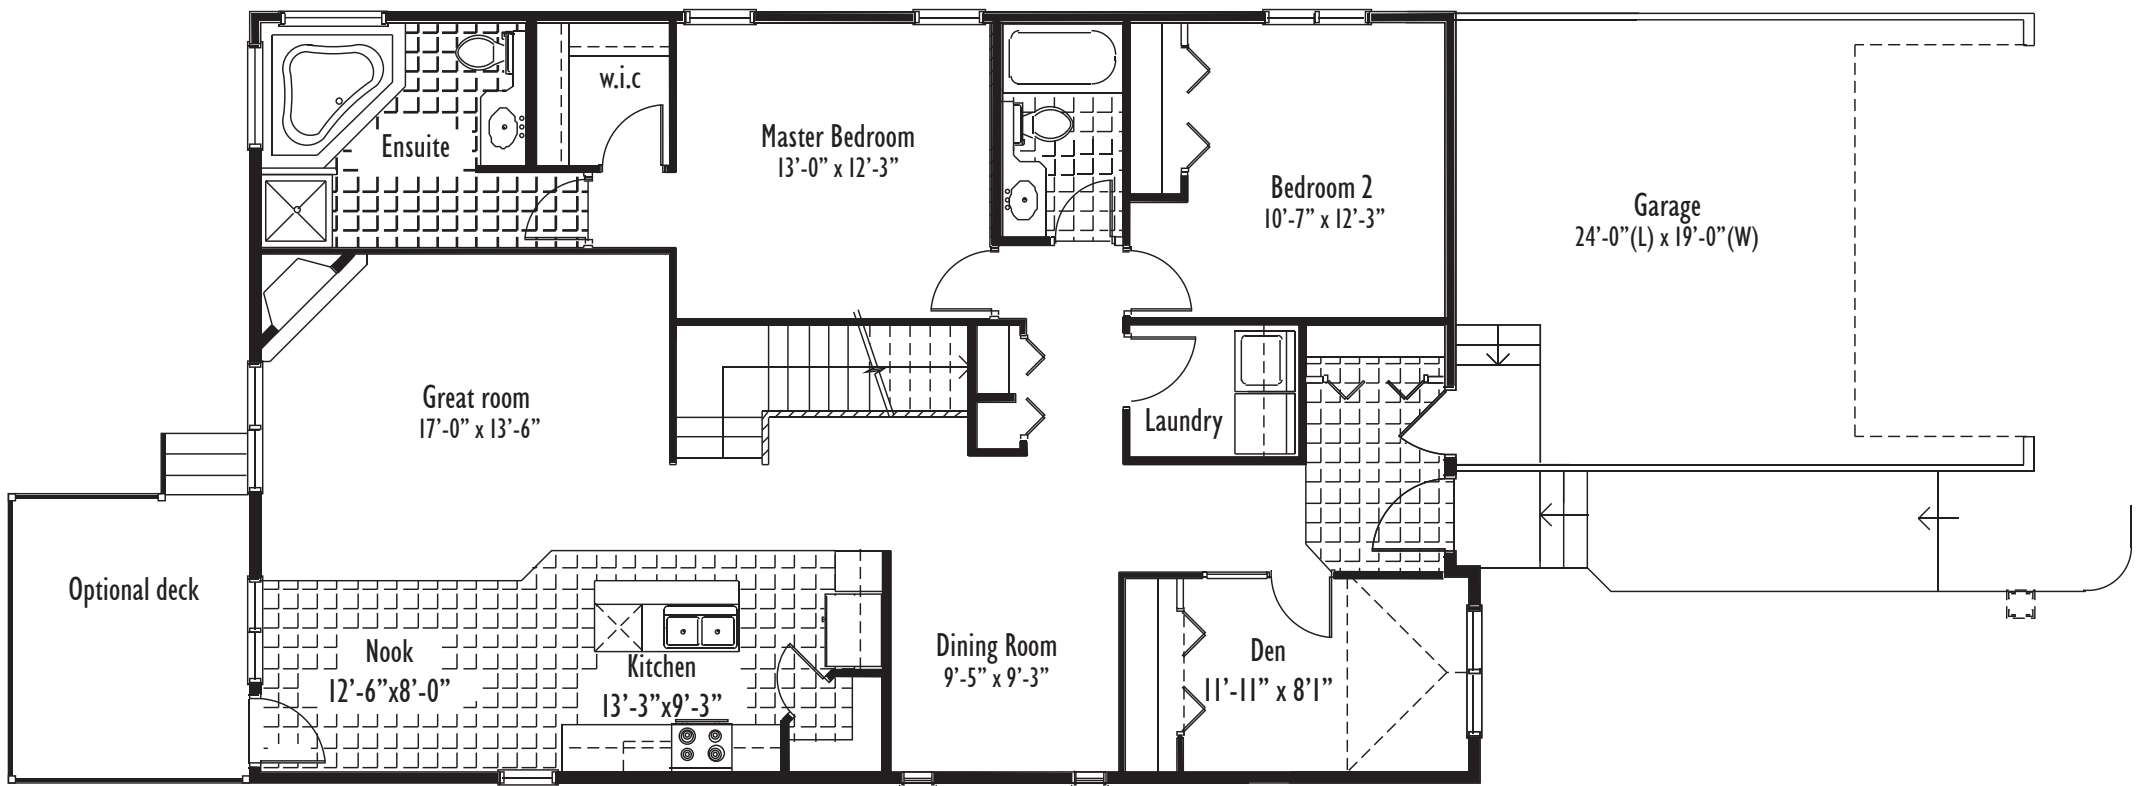 w.i.c
Ensuite
Master Bedroom
13'-0" x 12'-3"
Bedroom 2
10'-7" x 12'-3"
Garage
24'-0"(L) x 19'-0"(W)
Great room
17'-0" x 13'-6"
Laundry
Optional deck
Nook
12'-6"x8'-0"
Kitchen
13'-3"x9'-3"
Dining Room
9'-5" x 9'-3"
Den
11'-11" x 8'1"